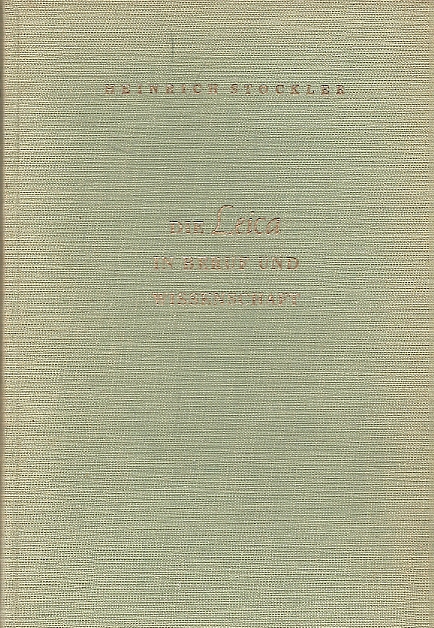 HEINRICH STÖCKLER
DIE Leica
IN BERUF UND
WISSENSCHAFT